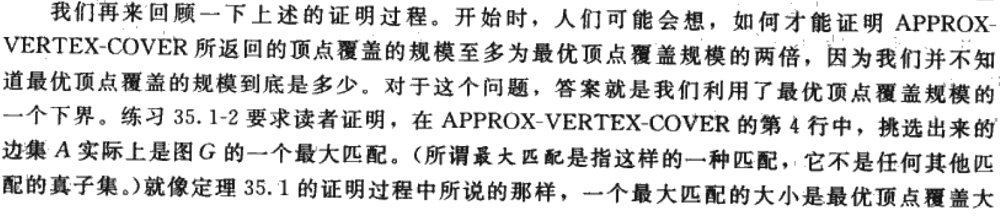 我们再来回顾一下上述的证明过程。开始时，人们可能会想，如何才能证明 APPROX-
VERTEX-COVER 所返回的顶点覆盖的规模至多为最优顶点覆盖规模的两倍，因为我们并不知
道最优顶点覆盖的规模到底是多少。对于这个问题，答案就是我们利用了最优顶点覆盖规模的
一个下界。练习 35.1-2 要求读者证明，在 APPROX-VERTEX-COVER 的第 4 行中，挑选出来的
边集 A 实际上是图 G 的一个最大匹配。（所谓最大匹配是指这样的一种匹配，它不是任何其他匹
配的真子集。）就像定理 35.1 的证明过程中所说的那样，一个最大匹配的大小是最优顶点覆盖大